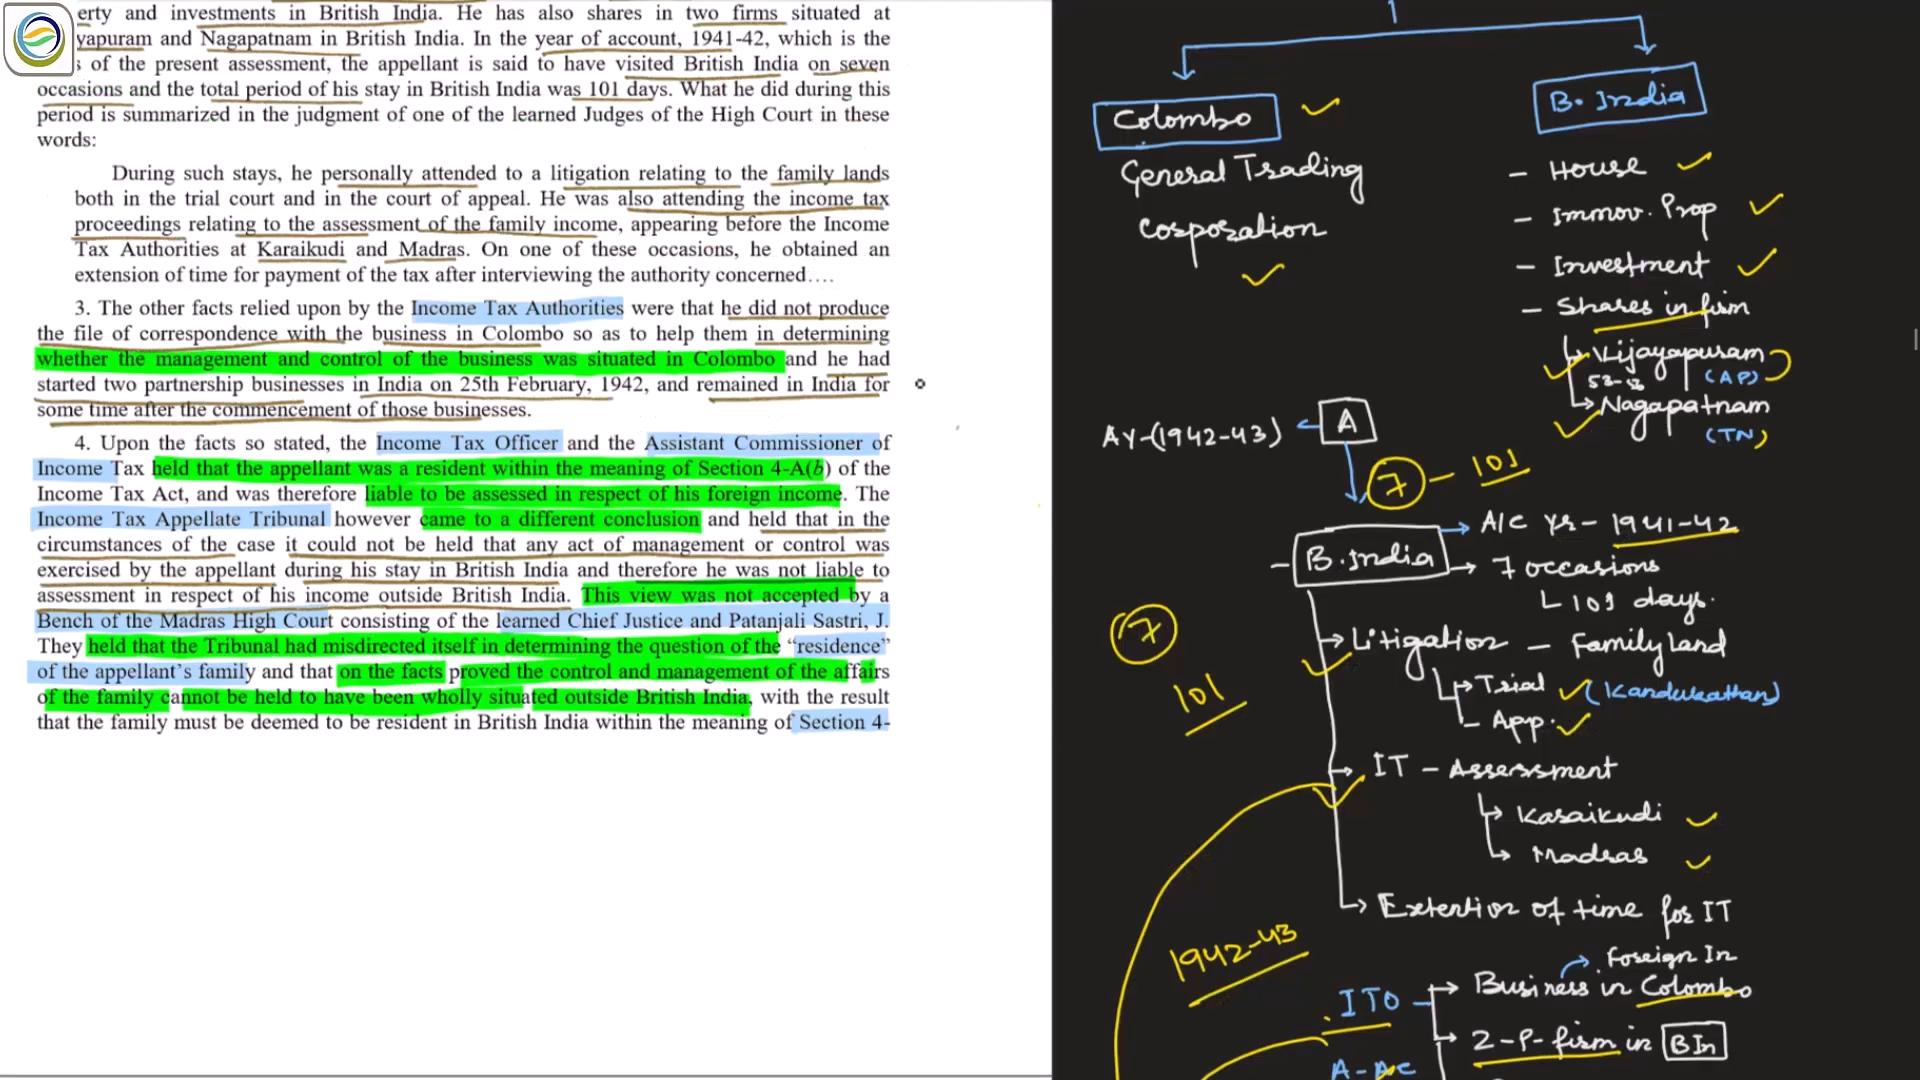 erty and investments in British India. He has also shares in two firms situated at
yapuram and Nagapatnam in British India. In the year of account, 1941-42, which is the
s of the present assessment, the appellant is said to have visited British India on seven
occasions and the total period of his stay in British India was 101 days. What he did during this
period is summarized in the judgment of one of the learned Judges of the High Court in these
words:
During such stays, he personally attended to a litigation relating to the family lands
both in the trial court and in the court of appeal. He was also attending the income tax
proceedings relating to the assessment of the family income, appearing before the Income
Tax Authorities at Karaikudi and Madras. On one of these occasions, he obtained an
extension of time for payment of the tax after interviewing the authority concerned….
3. The other facts relied upon by the Income Tax Authorities were that he did not produce
the file of correspondence with the business in Colombo so as to help them in determining
whether the management and control of the business was situated in Colombo and he had
started two partnership businesses in India on 25th February, 1942, and remained in India for
some time after the commencement of those businesses.
4. Upon the facts so stated, the Income Tax Officer and the Assistant Commissioner of
Income Tax held that the appellant was a resident within the meaning of Section 4-A(b) of the
Income Tax Act, and was therefore liable to be assessed in respect of his foreign income. The
Income Tax Appellate Tribunal however came to a different conclusion and held that in the
circumstances of the case it could not be held that any act of management or control was
exercised by the appellant during his stay in British India and therefore he was not liable to
assessment in respect of his income outside British India. This view was not accepted by a
Bench of the Madras High Court consisting of the learned Chief Justice and Patanjali Sastri, J.
They held that the Tribunal had misdirected itself in determining the question of the “residence”
of the appellant’s family and that on the facts proved the control and management of the affairs
of the family cannot be held to have been wholly situated outside British India, with the result
that the family must be deemed to be resident in British India within the meaning of Section 4-
Colombo
General Trading
Corporation
B. India
- House
- Immov. Prop
- Investment
- Shares in firm
Vijayapuram
(AP)
Nagapatnam
(TN)
AY-(1942-43)
A
7 - 101
B. India
A/C yr - 1941-42
7 occasions
101 days.
7
101
Litigation - Family land
Trial (Kandukathan)
App.
IT - Assessment
Karaikudi
Madras
Extention of time for IT
1942-43
Foreign In
ITO
Business in Colombo
2-P-firm in BIn
A-AC